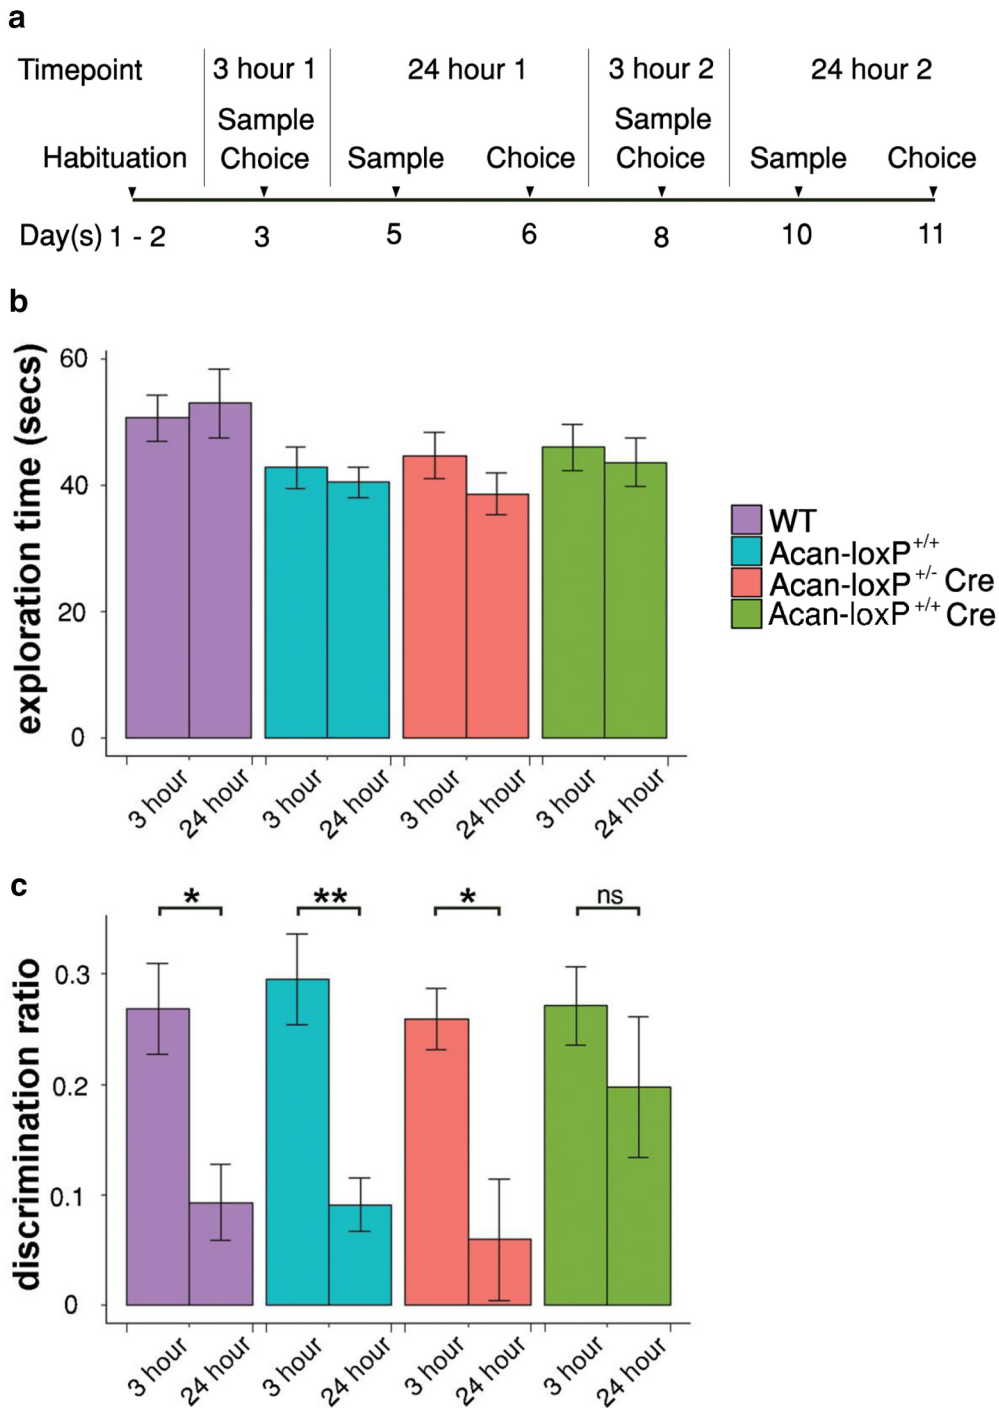 a
Timepoint 3 hour 1 24 hour 1 3 hour 2 24 hour 2
Sample Sample
Habituation Choice Sample Choice Choice Sample Choice
Day(s) 1 - 2 3 5 6 8 10 11
b
exploration time (secs)
60
40
20
0
3 hour 24 hour 3 hour 24 hour 3 hour 24 hour 3 hour 24 hour
WT
Acan-loxP+/+
Acan-loxP+/- Cre
Acan-loxP+/+ Cre
c
* ** * ns
discrimination ratio
0.3
0.2
0.1
0
3 hour 24 hour 3 hour 24 hour 3 hour 24 hour 3 hour 24 hour